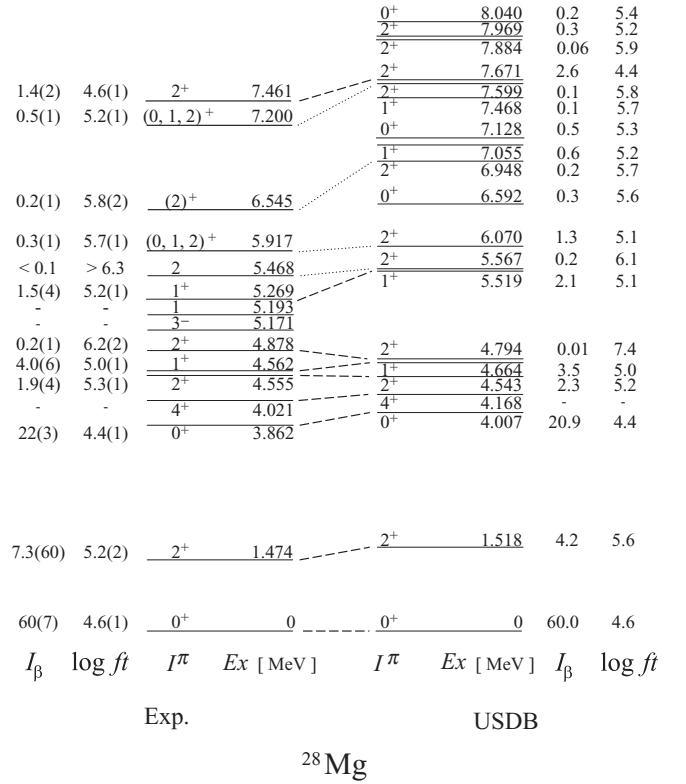 0+ 8.040 0.2 5.4
2+ 7.969 0.3 5.2
2+ 7.884 0.06 5.9
2+ 7.671 2.6 4.4
1.4(2) 4.6(1) 2+ 7.461
2+ 7.599 0.1 5.8
1+ 7.468 0.1 5.7
0.5(1) 5.2(1) (0, 1, 2)+ 7.200
0+ 7.128 0.5 5.3
1+ 7.055 0.6 5.2
2+ 6.948 0.2 5.7
0.2(1) 5.8(2) (2)+ 6.545
0+ 6.592 0.3 5.6
0.3(1) 5.7(1) (0, 1, 2)+ 5.917
2+ 6.070 1.3 5.1
< 0.1 > 6.3 2 5.468
2+ 5.567 0.2 6.1
1+ 5.519 2.1 5.1
1.5(4) 5.2(1) 1+ 5.269
- - 1 5.193
- - 3− 5.171
0.2(1) 6.2(2) 2+ 4.878
2+ 4.794 0.01 7.4
4.0(6) 5.0(1) 1+ 4.562
1+ 4.664 3.5 5.0
1.9(4) 5.3(1) 2+ 4.555
2+ 4.543 2.3 5.2
- - 4+ 4.021
4+ 4.168 - -
0+ 4.007 20.9 4.4
22(3) 4.4(1) 0+ 3.862
2+ 1.518 4.2 5.6
7.3(60) 5.2(2) 2+ 1.474
60(7) 4.6(1) 0+ 0 0+ 0 60.0 4.6
Iβ log ft Iπ Ex [ MeV ] I π Ex [ MeV ] Iβ log ft
Exp. USDB
28Mg